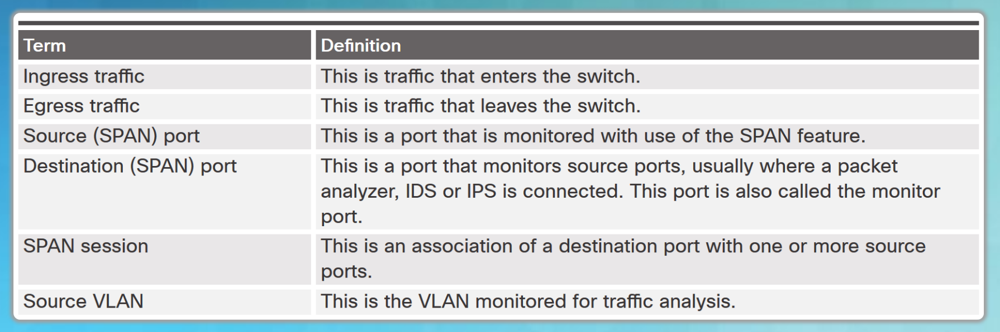 Term Definition
Ingress traffic This is traffic that enters the switch.
Egress traffic This is traffic that leaves the switch.
Source (SPAN) port This is a port that is monitored with use of the SPAN feature.
Destination (SPAN) port This is a port that monitors source ports, usually where a packet
analyzer, IDS or IPS is connected. This port is also called the monitor
port.
SPAN session This is an association of a destination port with one or more source
ports.
Source VLAN This is the VLAN monitored for traffic analysis.